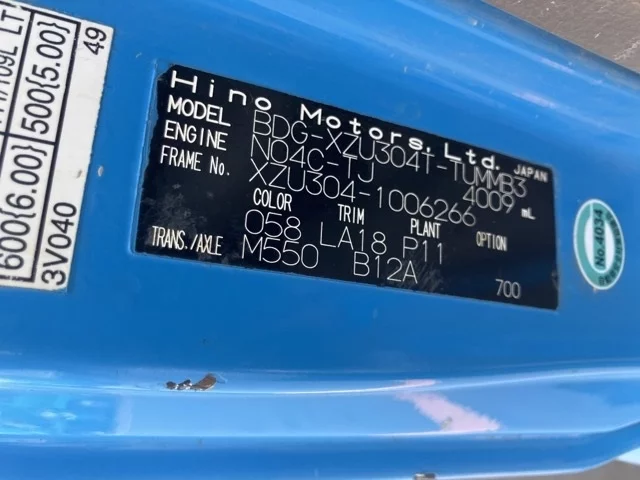 Hino Motors, Ltd. JAPAN
MODEL BDG-XZU304T-TUMMB3
ENGINE N04C-TJ 4009 mL
FRAME No. XZU304-1006266
COLOR TRIM PLANT OPTION
058 LA18 P11
TRANS./AXLE M550 B12A 700
109L LT
600{6.00} 500{5.00}
3V040 49
No.4034